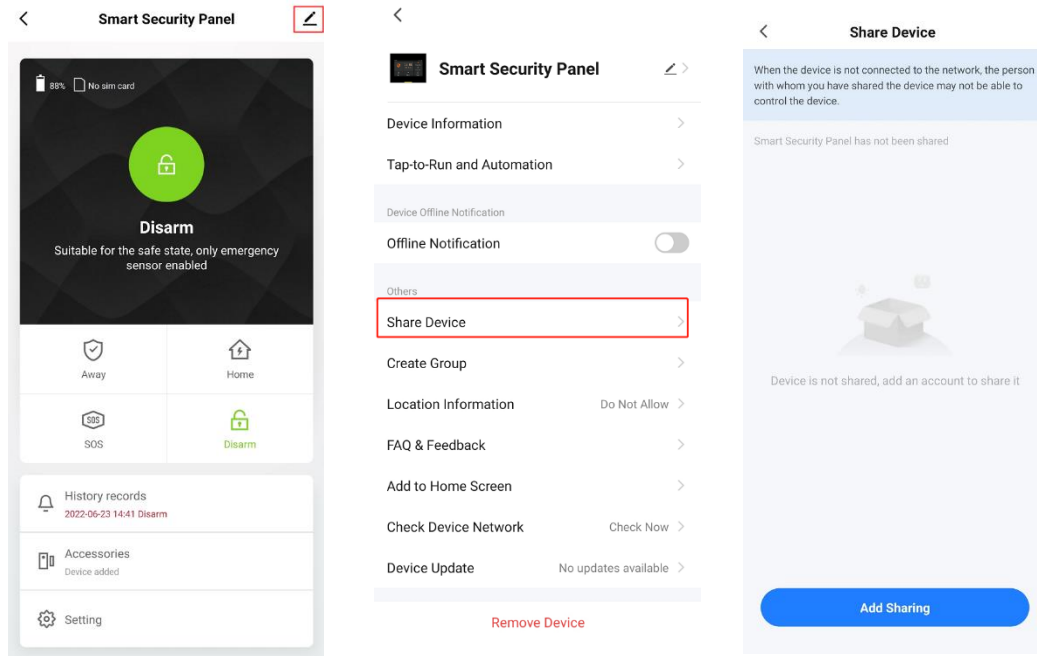 Smart Security Panel
88% No sim card
Disarm
Suitable for the safe state, only emergency
sensor enabled
Away
Home
SOS
SOS
Disarm
History records
2022-06-23 14:41 Disarm
Accessories
Device added
Setting
Smart Security Panel
Device Information
Tap-to-Run and Automation
Device Offline Notification
Offline Notification
Others
Share Device
Create Group
Location Information Do Not Allow
FAQ & Feedback
Add to Home Screen
Check Device Network Check Now
Device Update No updates available
Remove Device
Share Device
When the device is not connected to the network, the person
with whom you have shared the device may not be able to
control the device.
Smart Security Panel has not been shared
Device is not shared, add an account to share it
Add Sharing